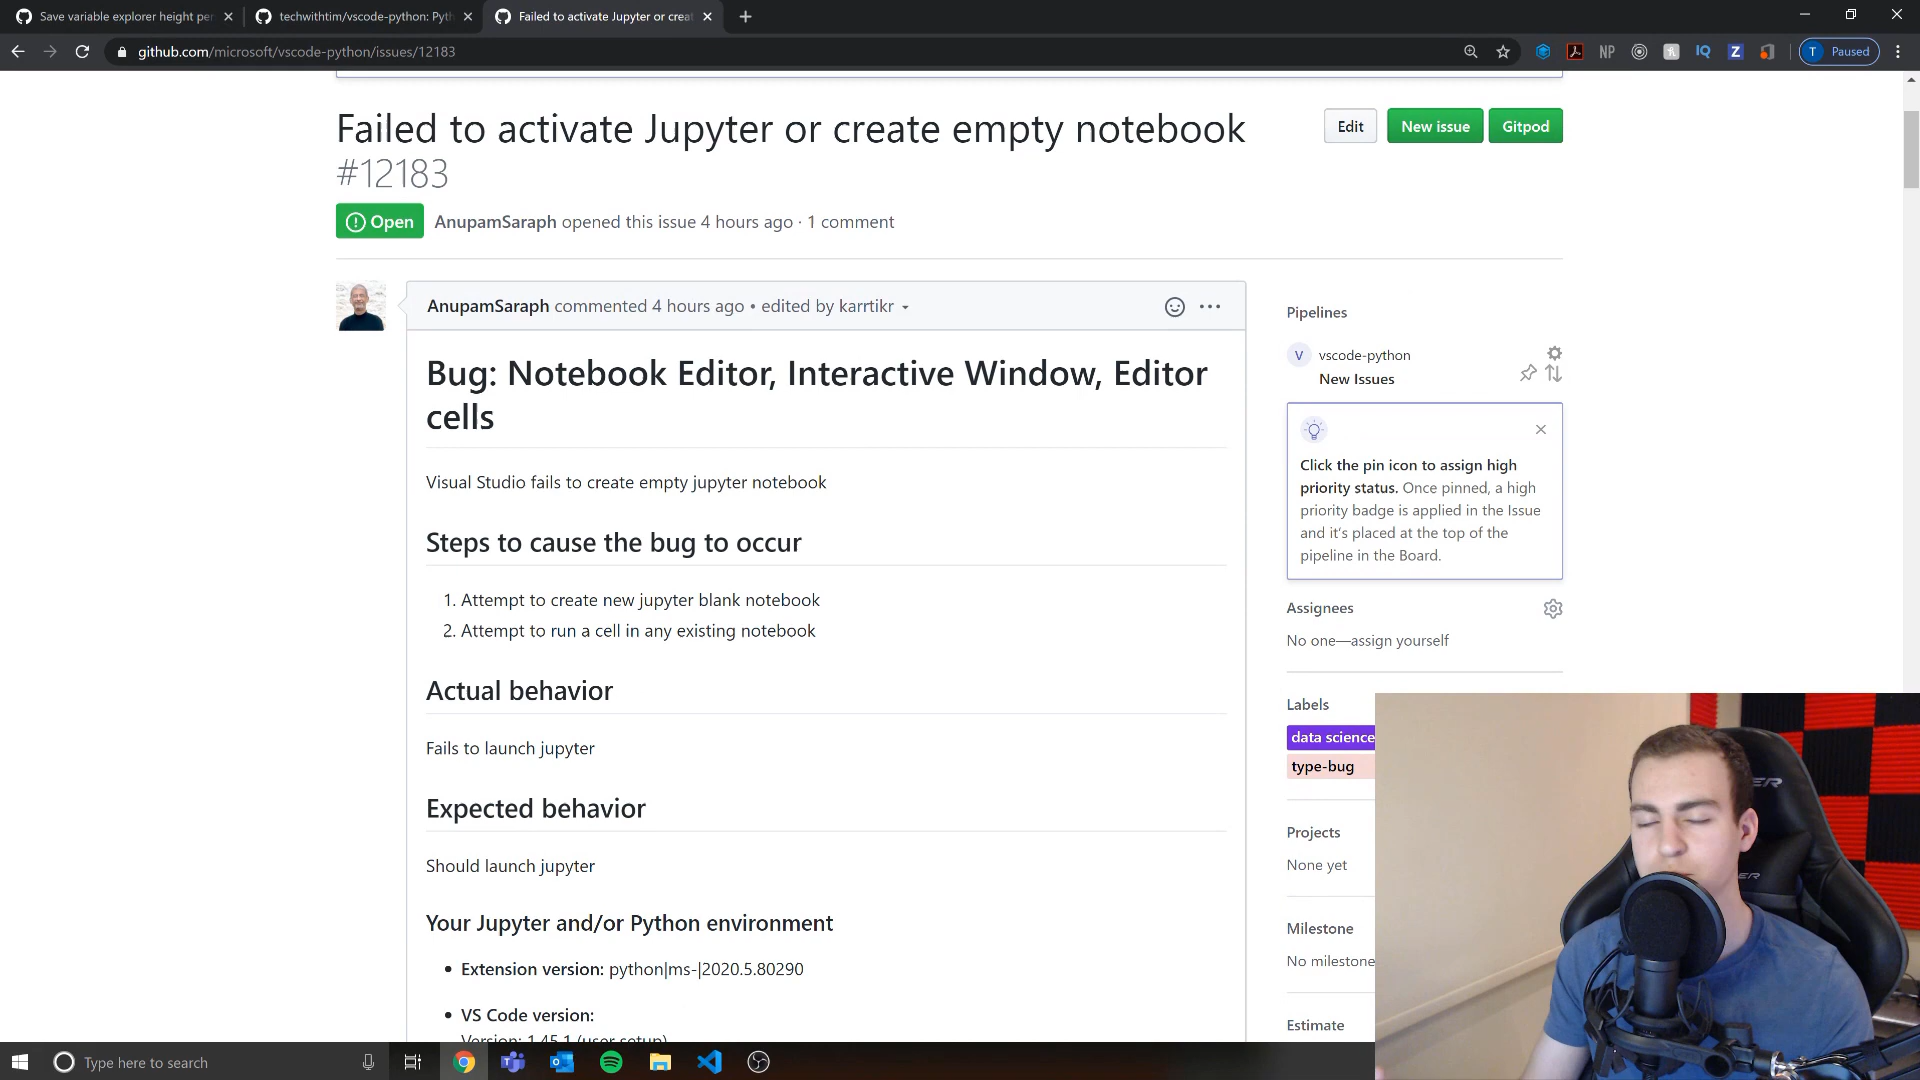 Save variable explorer height per
techwithtim/vscode-python: Pyth
Failed to activate Jupyter or crea
github.com/microsoft/vscode-python/issues/12183
NP
IQ
Z
T Paused
Failed to activate Jupyter or create empty notebook
#12183
Edit
New issue
Gitpod
Open
AnupamSaraph opened this issue 4 hours ago · 1 comment
AnupamSaraph commented 4 hours ago • edited by karrtikr
Bug: Notebook Editor, Interactive Window, Editor
cells
Visual Studio fails to create empty jupyter notebook
Steps to cause the bug to occur
1. Attempt to create new jupyter blank notebook
2. Attempt to run a cell in any existing notebook
Actual behavior
Fails to launch jupyter
Expected behavior
Should launch jupyter
Your Jupyter and/or Python environment
• Extension version: python|ms-|2020.5.80290
• VS Code version:
Version: 1.45.1 (user setup)
Pipelines
V vscode-python
New Issues
Click the pin icon to assign high
priority status. Once pinned, a high
priority badge is applied in the Issue
and it's placed at the top of the
pipeline in the Board.
Assignees
No one—assign yourself
Labels
data science
type-bug
Projects
None yet
Milestone
No milestone
Estimate
Type here to search